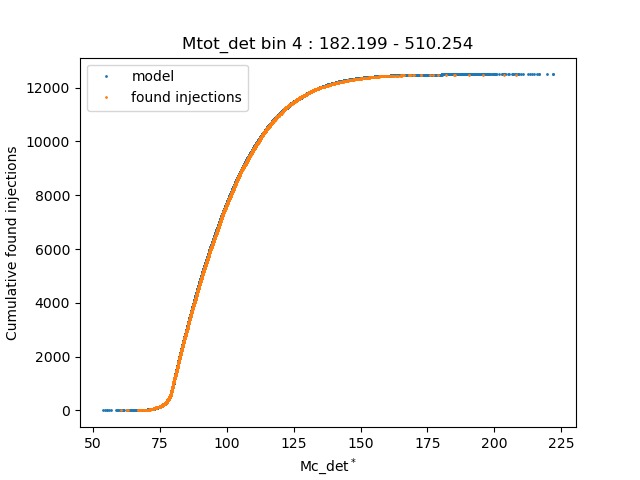 Mtot_det bin 4 : 182.199 - 510.254
model
found injections
Cumulative found injections
12000
10000
8000
6000
4000
2000
0
50 75 100 125 150 175 200 225
Mc_det*